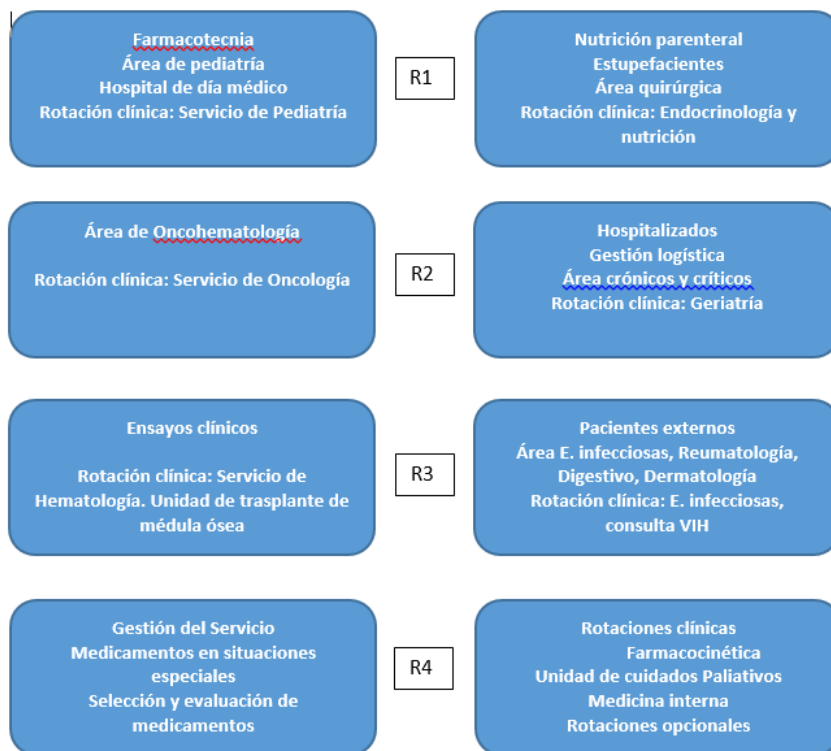 Farmacotecnia
Área de pediatría
Hospital de día médico
Rotación clínica: Servicio de Pediatría
R1
Nutrición parenteral
Estupefacientes
Área quirúrgica
Rotación clínica: Endocrinología y
nutrición
Área de Oncohematología
Rotación clínica: Servicio de Oncología
R2
Hospitalizados
Gestión logística
Área crónicos y críticos
Rotación clínica: Geriatría
Ensayos clínicos
Rotación clínica: Servicio de
Hematología. Unidad de trasplante de
médula ósea
R3
Pacientes externos
Área E. infecciosas, Reumatología,
Digestivo, Dermatología
Rotación clínica: E. infecciosas,
consulta VIH
Gestión del Servicio
Medicamentos en situaciones
especiales
Selección y evaluación de
medicamentos
R4
Rotaciones clínicas
Farmacocinética
Unidad de cuidados Paliativos
Medicina interna
Rotaciones opcionales